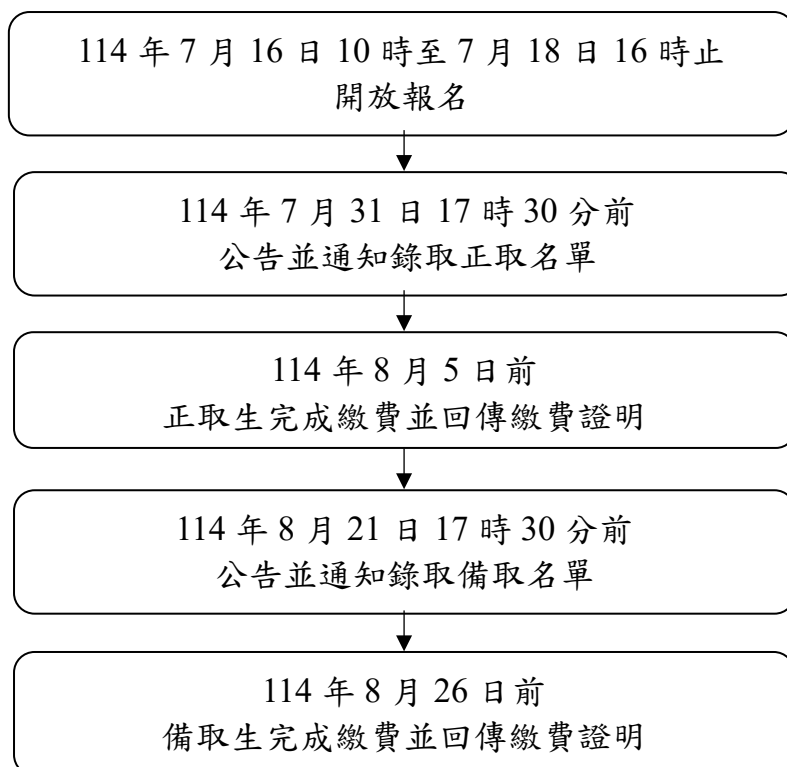 114 年 7 月 16 日 10 時至 7 月 18 日 16 時止
開放報名
114 年 7 月 31 日 17 時 30 分前
公告並通知錄取正取名單
114 年 8 月 5 日前
正取生完成繳費並回傳繳費證明
114 年 8 月 21 日 17 時 30 分前
公告並通知錄取備取名單
114 年 8 月 26 日前
備取生完成繳費並回傳繳費證明